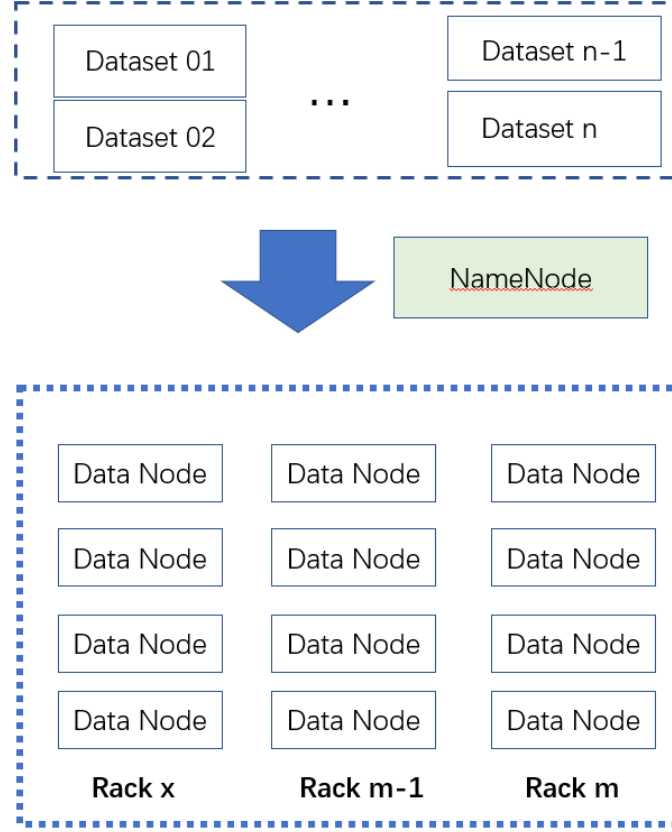 Dataset 01
Dataset 02
...
Dataset n-1
Dataset n
NameNode
Data Node Data Node Data Node
Data Node Data Node Data Node
Data Node Data Node Data Node
Data Node Data Node Data Node
Rack x Rack m-1 Rack m